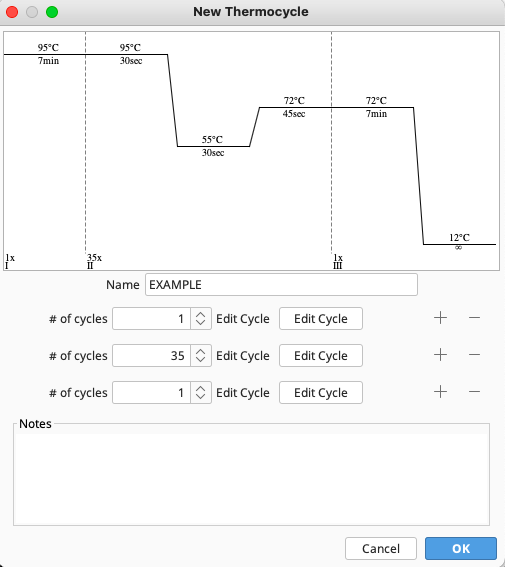 New Thermocycle
95°C 95°C
7min 30sec
72°C 72°C
45sec 7min
55°C
30sec
12°C
∞
1x 35x 1x
I II III
Name EXAMPLE
# of cycles 1 Edit Cycle Edit Cycle + −
# of cycles 35 Edit Cycle Edit Cycle + −
# of cycles 1 Edit Cycle Edit Cycle + −
Notes
Cancel OK